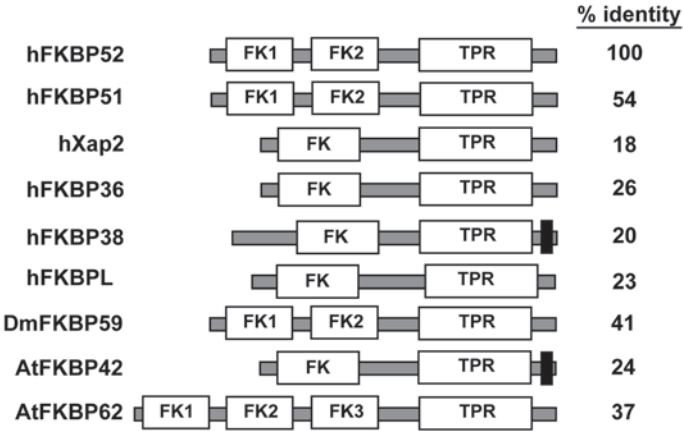 % identity
hFKBP52 FK1 FK2 TPR 100
hFKBP51 FK1 FK2 TPR 54
hXap2 FK TPR 18
hFKBP36 FK TPR 26
hFKBP38 FK TPR 20
hFKBPL FK TPR 23
DmFKBP59 FK1 FK2 TPR 41
AtFKBP42 FK TPR 24
AtFKBP62 FK1 FK2 FK3 TPR 37